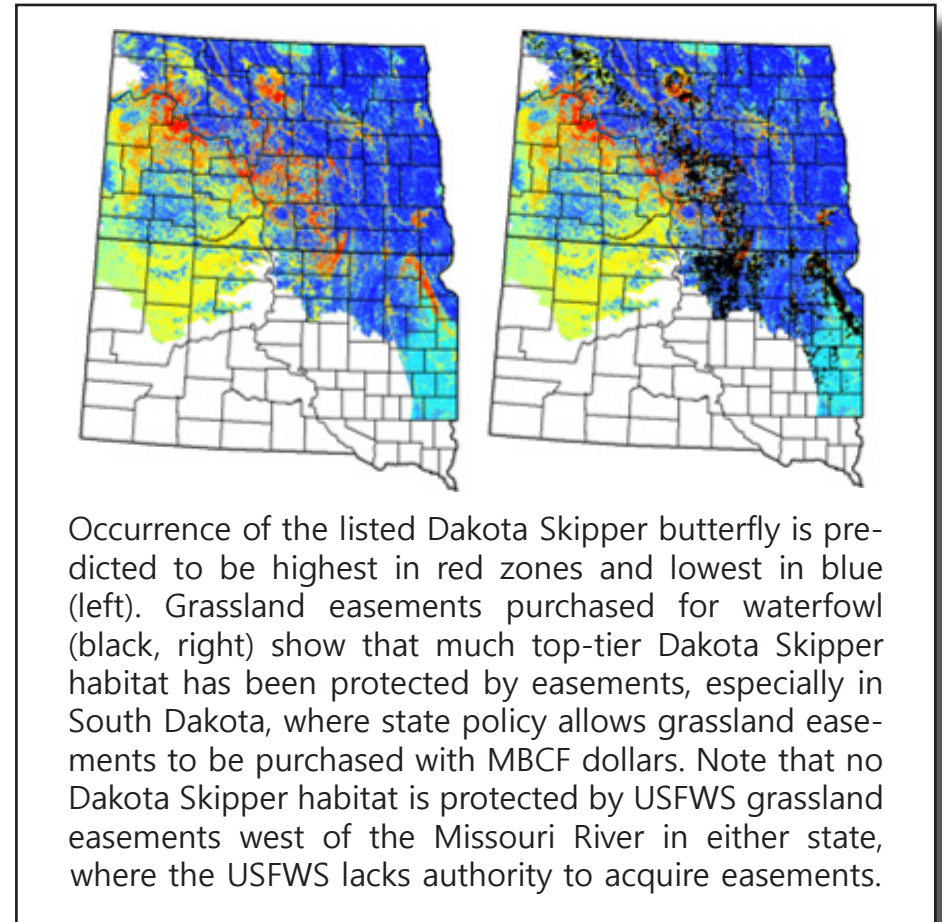 Occurrence of the listed Dakota Skipper butterfly is pre-
dicted to be highest in red zones and lowest in blue
(left). Grassland easements purchased for waterfowl
(black, right) show that much top-tier Dakota Skipper
habitat has been protected by easements, especially in
South Dakota, where state policy allows grassland ease-
ments to be purchased with MBCF dollars. Note that no
Dakota Skipper habitat is protected by USFWS grassland
easements west of the Missouri River in either state,
where the USFWS lacks authority to acquire easements.